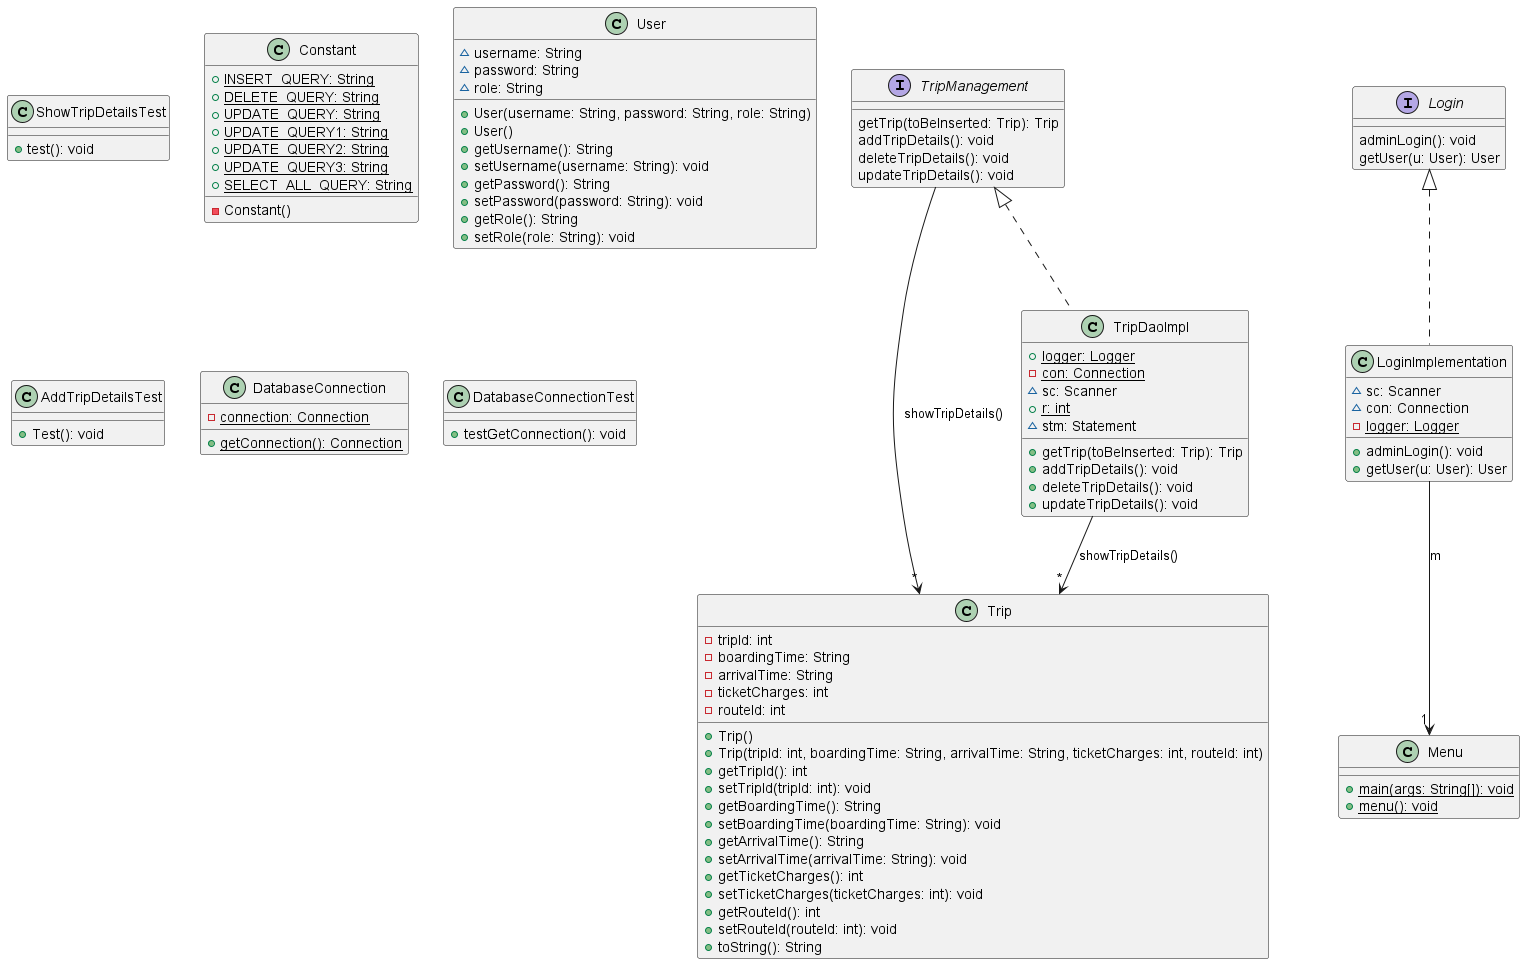 ShowTripDetailsTest
test(): void
Constant
INSERT_QUERY: String
DELETE_QUERY: String
UPDATE_QUERY: String
UPDATE_QUERY1: String
UPDATE_QUERY2: String
UPDATE_QUERY3: String
SELECT_ALL_QUERY: String
Constant()
User
username: String
password: String
role: String
User(username: String, password: String, role: String)
User()
getUsername(): String
setUsername(username: String): void
getPassword(): String
setPassword(password: String): void
getRole(): String
setRole(role: String): void
TripManagement
getTrip(toBeInserted: Trip): Trip
addTripDetails(): void
deleteTripDetails(): void
updateTripDetails(): void
Login
adminLogin(): void
getUser(u: User): User
AddTripDetailsTest
Test(): void
DatabaseConnection
connection: Connection
getConnection(): Connection
DatabaseConnectionTest
testGetConnection(): void
showTripDetails()
*
TripDaoImpl
logger: Logger
con: Connection
sc: Scanner
r: int
stm: Statement
getTrip(toBeInserted: Trip): Trip
addTripDetails(): void
deleteTripDetails(): void
updateTripDetails(): void
showTripDetails()
*
LoginImplementation
sc: Scanner
con: Connection
logger: Logger
adminLogin(): void
getUser(u: User): User
m
1
Trip
tripId: int
boardingTime: String
arrivalTime: String
ticketCharges: int
routeId: int
Trip()
Trip(tripId: int, boardingTime: String, arrivalTime: String, ticketCharges: int, routeId: int)
getTripId(): int
setTripId(tripId: int): void
getBoardingTime(): String
setBoardingTime(boardingTime: String): void
getArrivalTime(): String
setArrivalTime(arrivalTime: String): void
getTicketCharges(): int
setTicketCharges(ticketCharges: int): void
getRouteId(): int
setRouteId(routeId: int): void
toString(): String
Menu
main(args: String[]): void
menu(): void